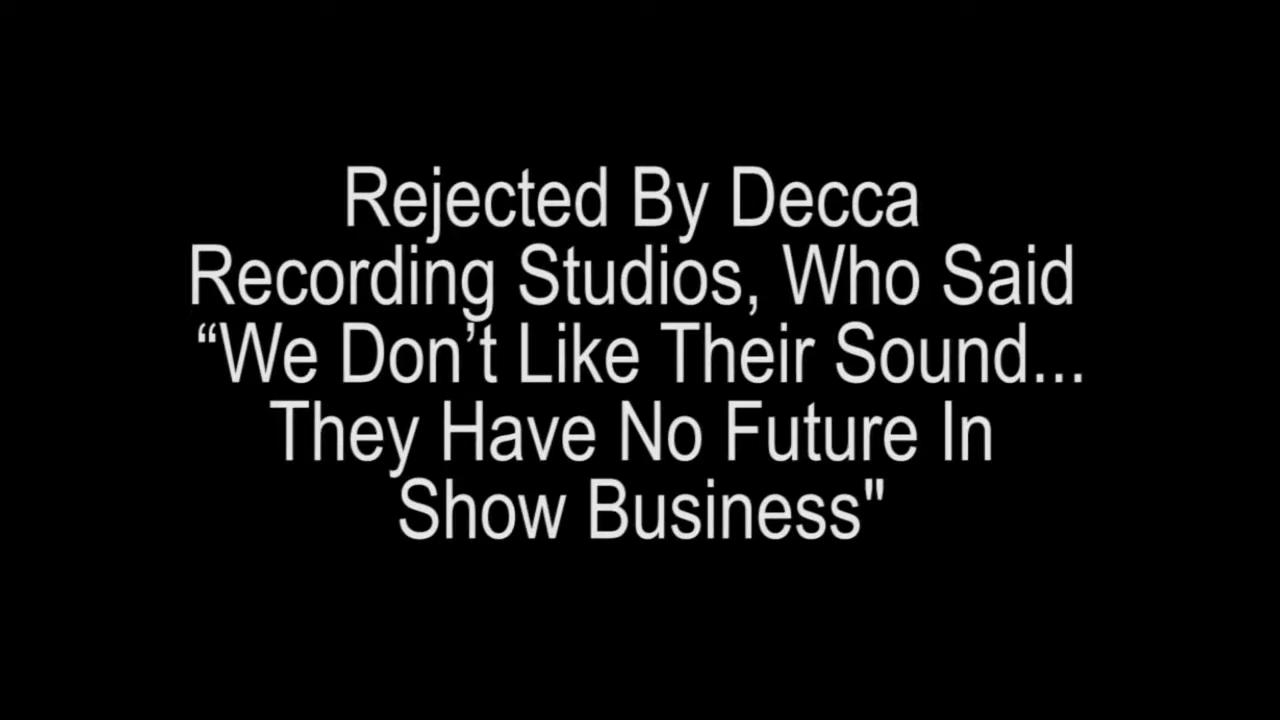 Rejected By Decca
Recording Studios, Who Said
“We Don’t Like Their Sound...
They Have No Future In
Show Business"